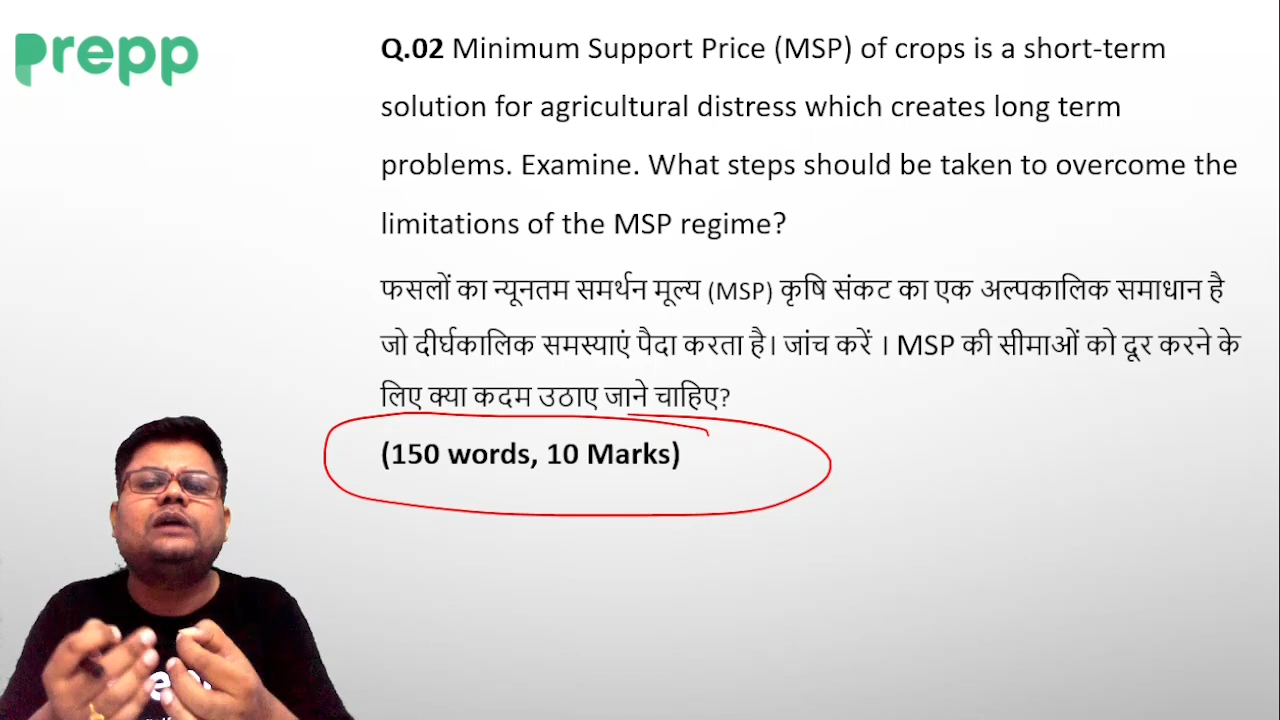 prepp
Q.02 Minimum Support Price (MSP) of crops is a short-term
solution for agricultural distress which creates long term
problems. Examine. What steps should be taken to overcome the
limitations of the MSP regime?
फसलों का न्यूनतम समर्थन मूल्य (MSP) कृषि संकट का एक अल्पकालिक समाधान है
जो दीर्घकालिक समस्याएं पैदा करता है। जांच करें । MSP की सीमाओं को दूर करने के
लिए क्या कदम उठाए जाने चाहिए?
(150 words, 10 Marks)